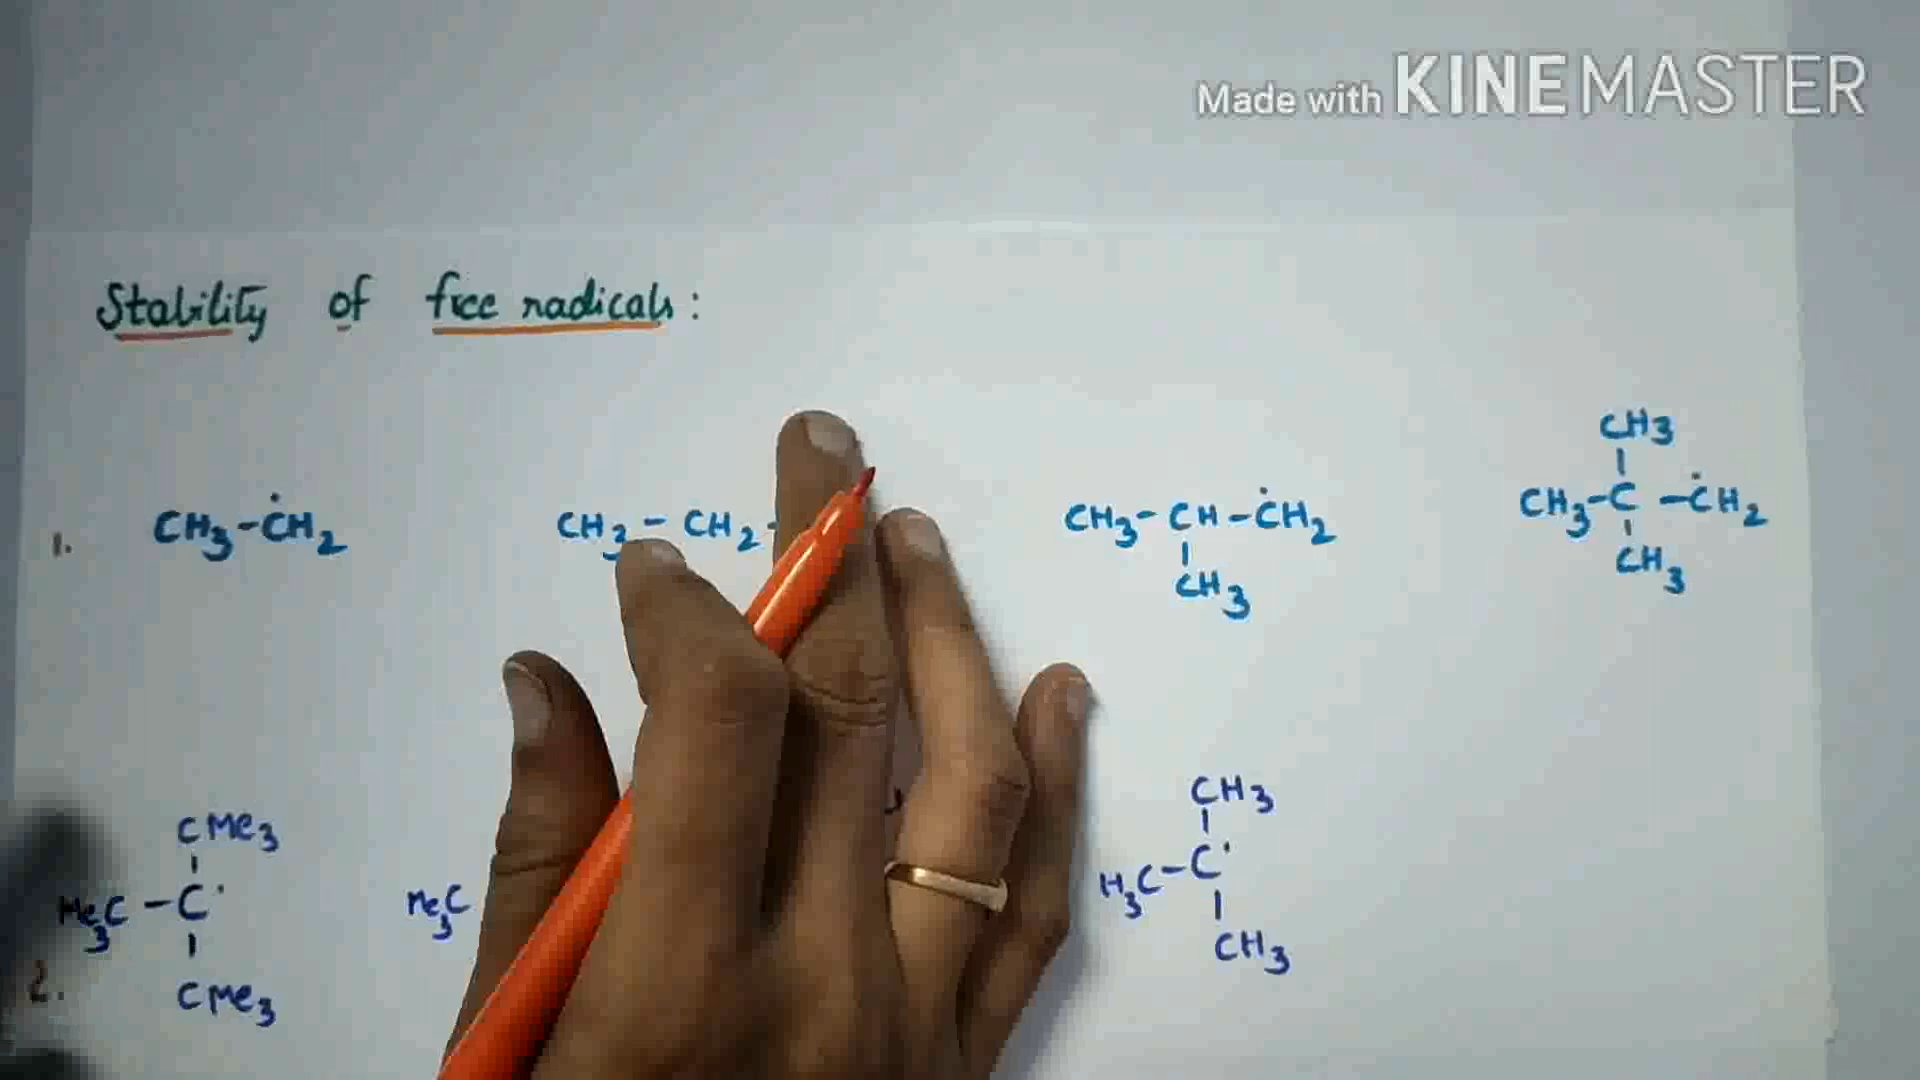 Made with KINEMASTER
Stability of free radicals:
1. CH3-ĊH2 CH3-CH2- CH3-CH-ĊH2 CH3-C-ĊH2
CH3
CH3
CH3
CMe3
Me3C-C·
CMe3
Me3C
CH3
H3C-C·
CH3
2.